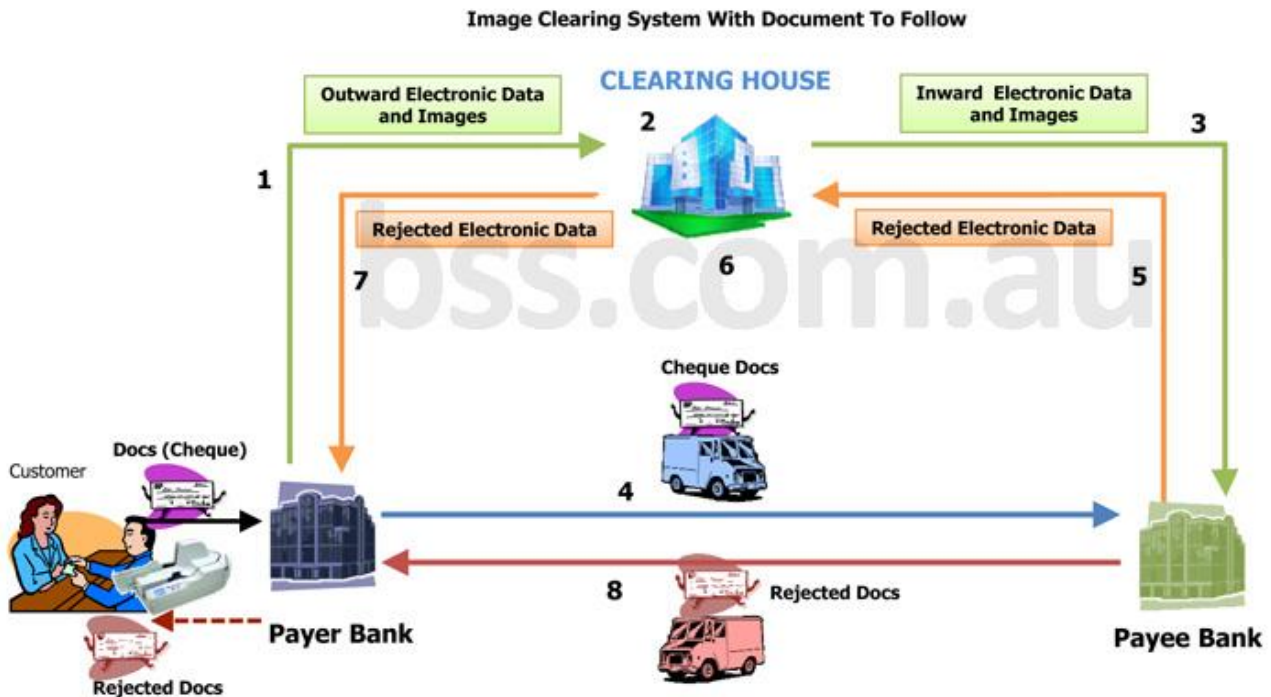 Image Clearing System With Document To Follow
CLEARING HOUSE
Outward Electronic Data
and Images
Inward Electronic Data
and Images
1
2
3
Rejected Electronic Data
Rejected Electronic Data
7
6
5
bss.com.au
Cheque Docs
Docs (Cheque)
Customer
4
8
Rejected Docs
Payer Bank
Payee Bank
Rejected Docs